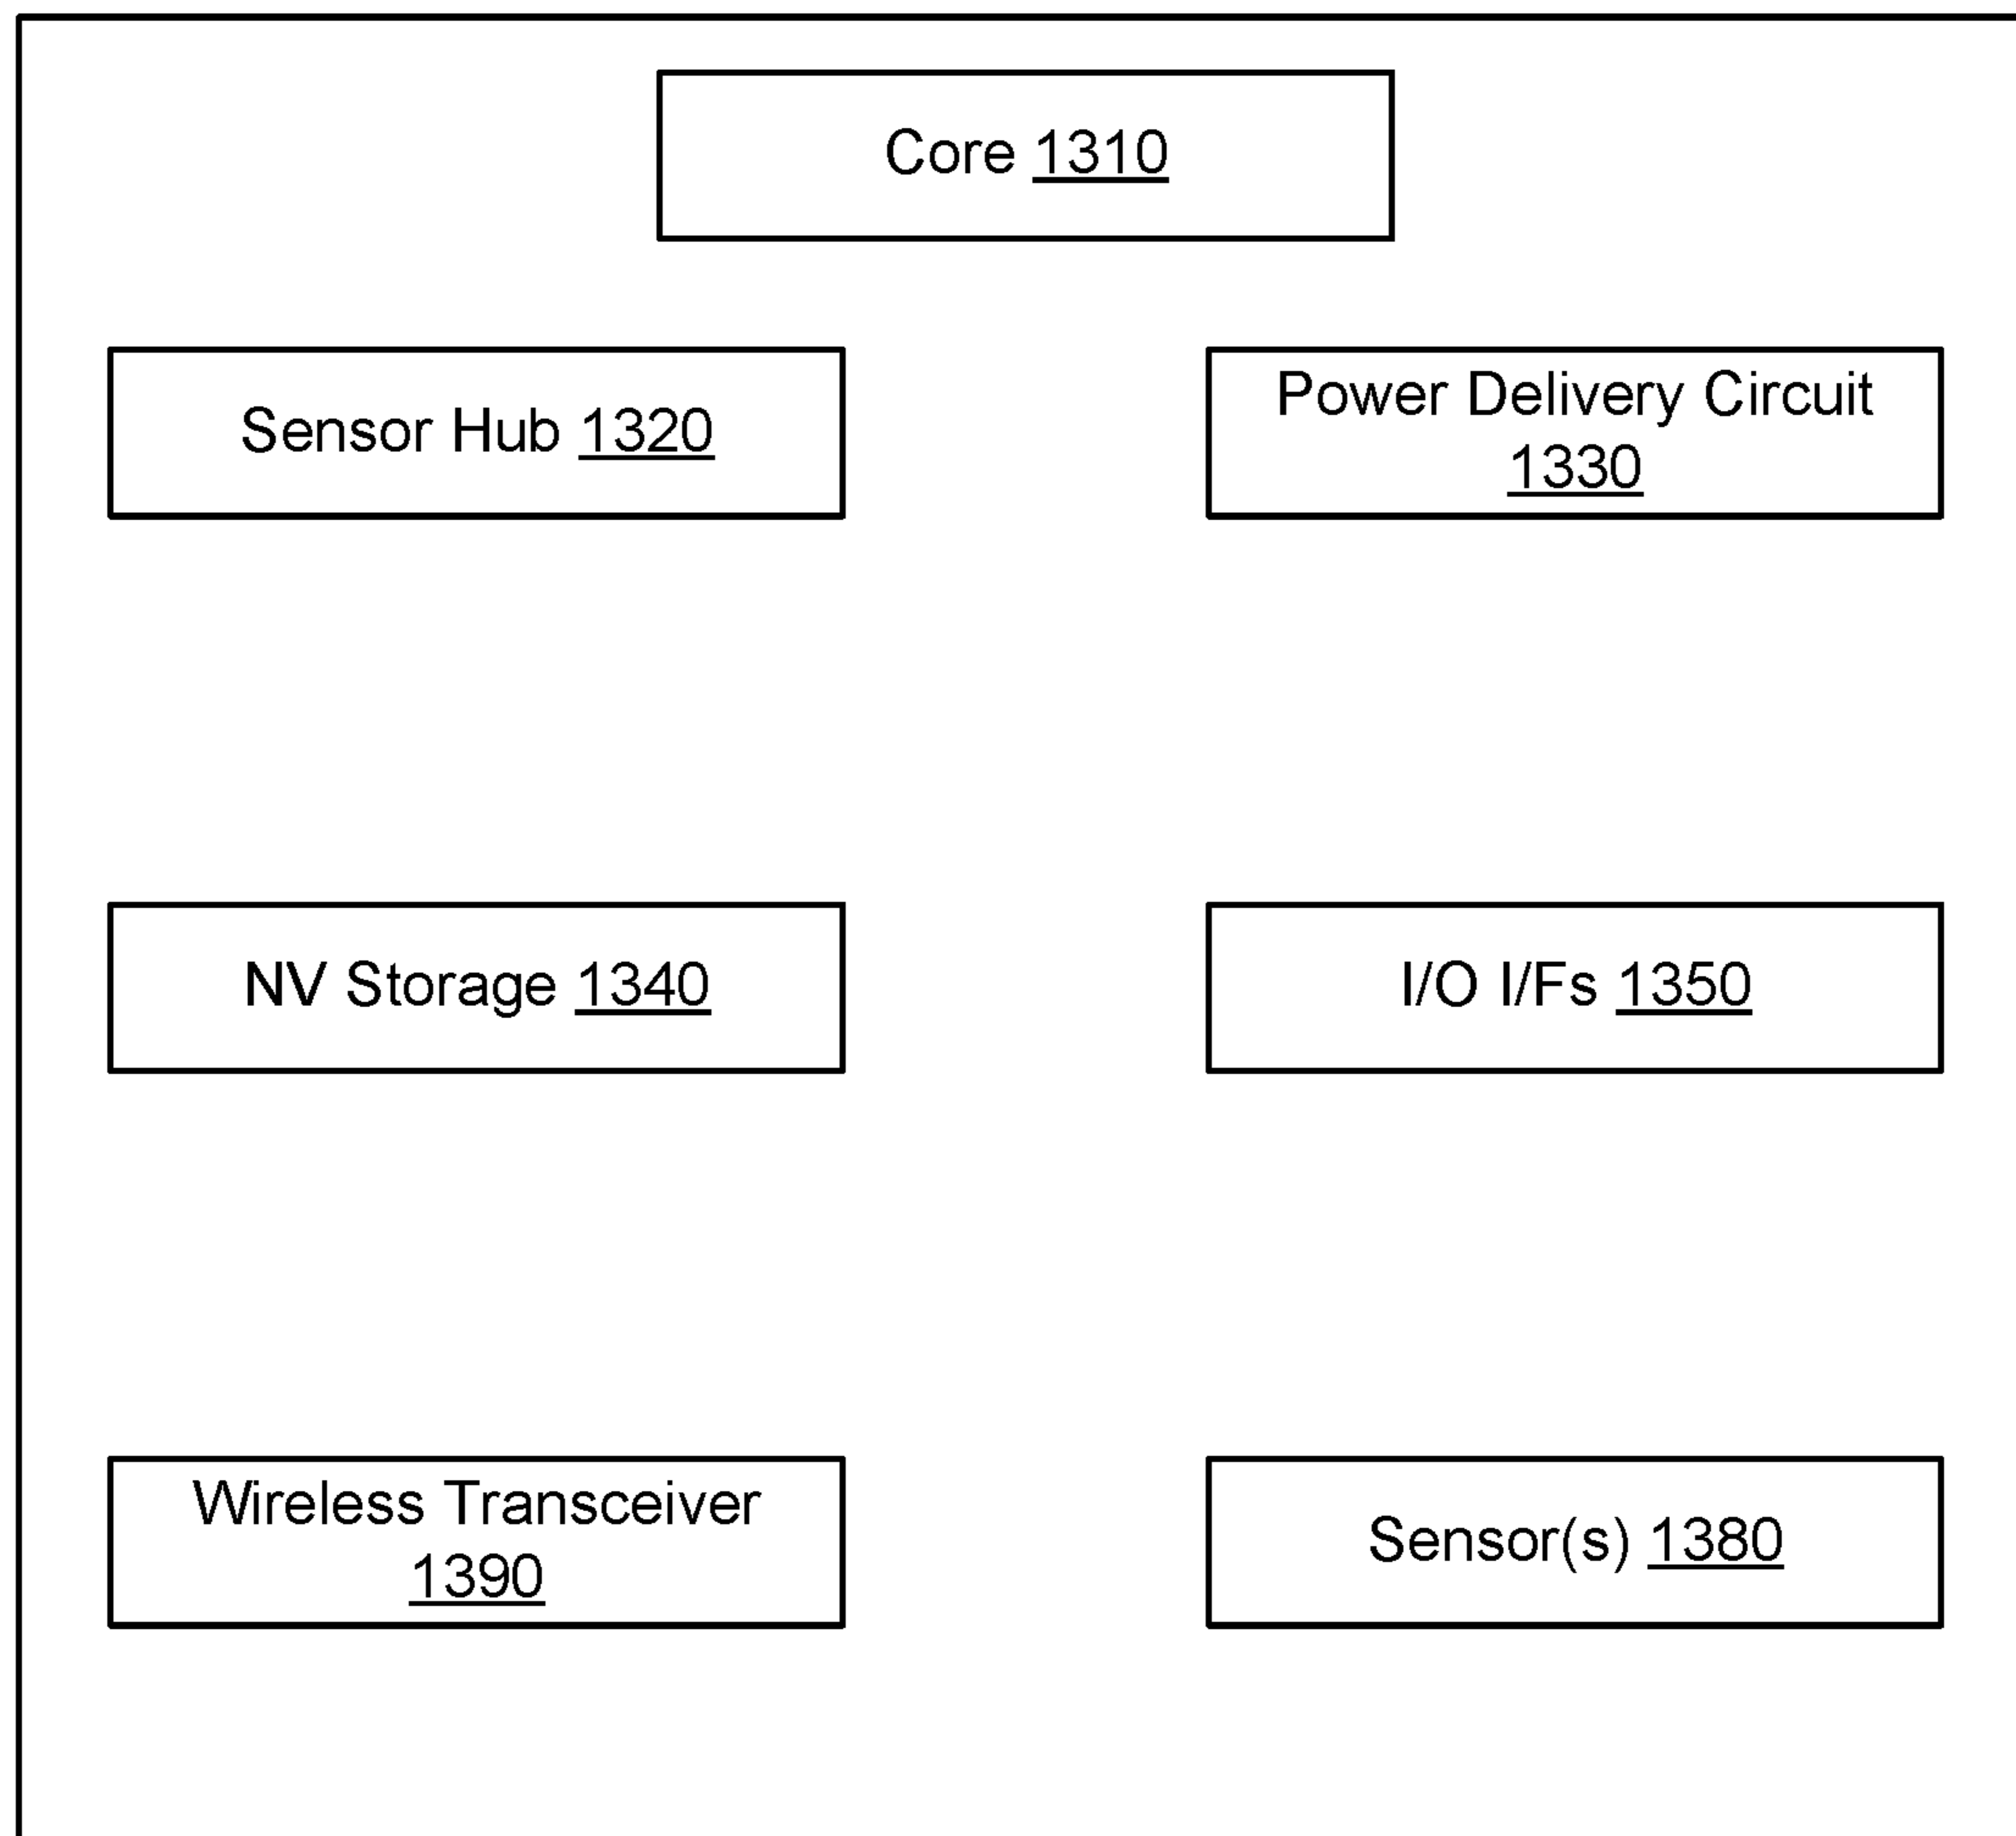 Core 1310
Sensor Hub 1320
Power Delivery Circuit
1330
NV Storage 1340
I/O I/Fs 1350
Wireless Transceiver
1390
Sensor(s) 1380